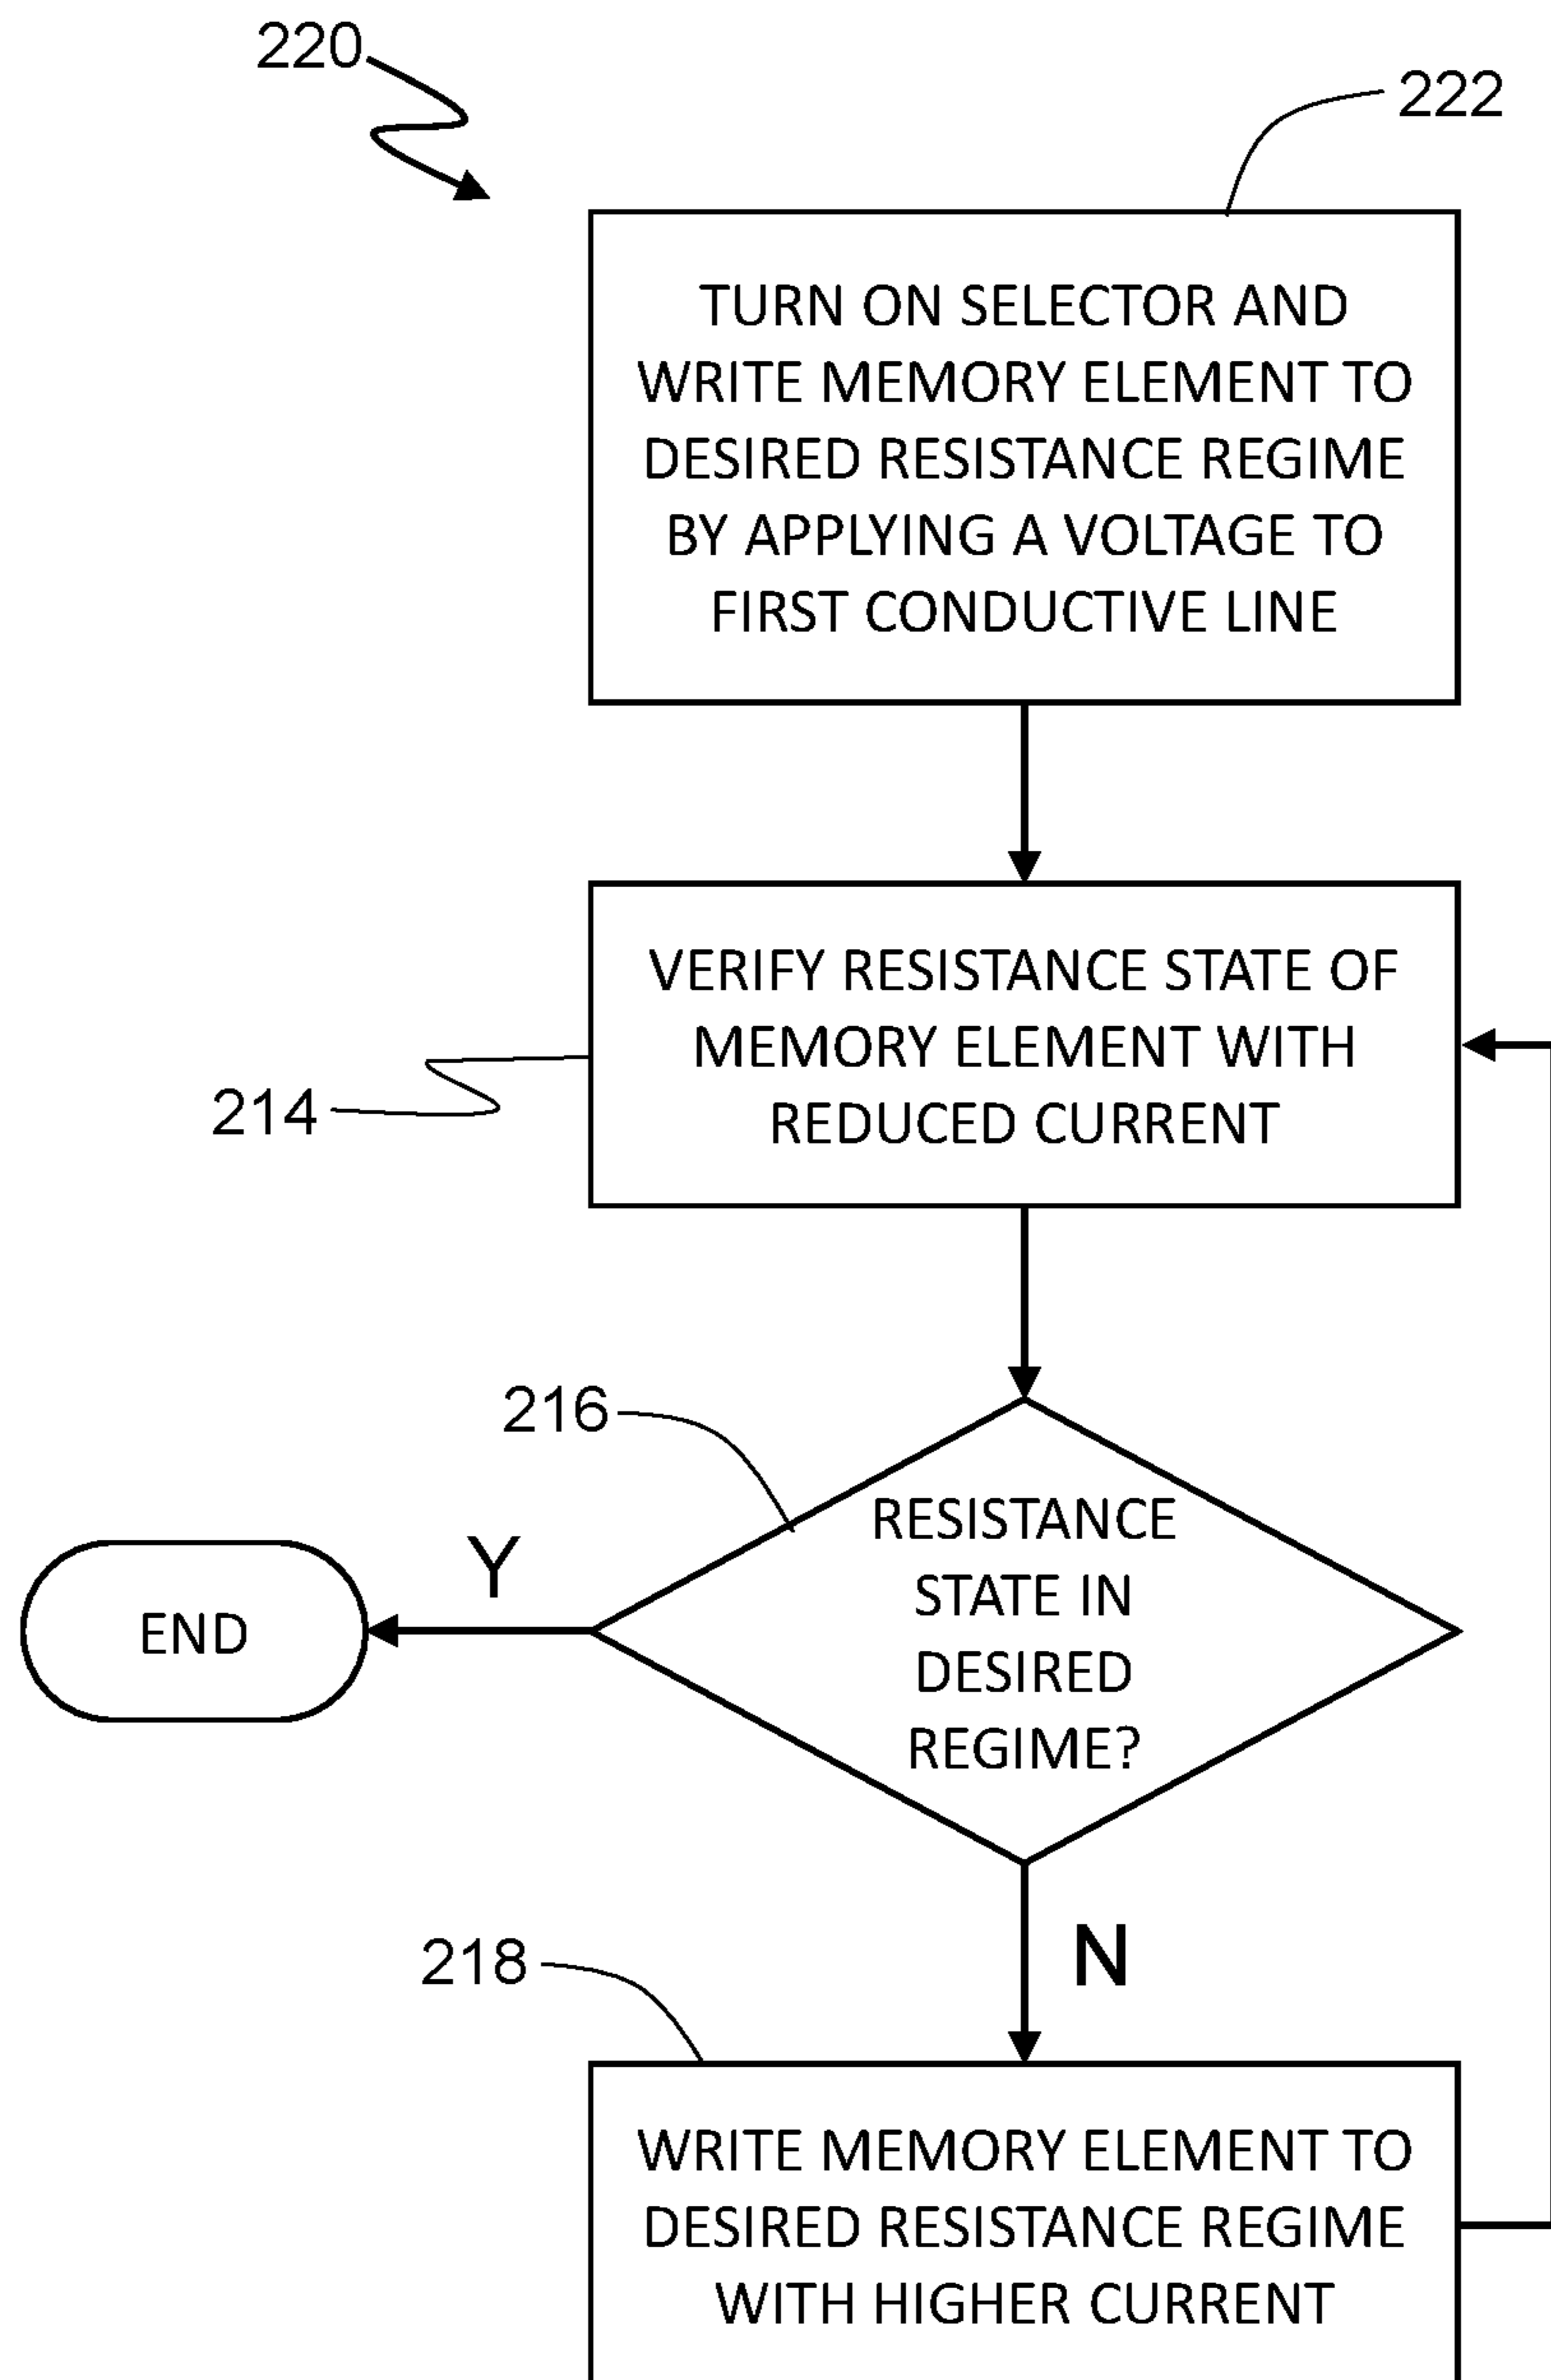 220
222
TURN ON SELECTOR AND
WRITE MEMORY ELEMENT TO
DESIRED RESISTANCE REGIME
BY APPLYING A VOLTAGE TO
FIRST CONDUCTIVE LINE
VERIFY RESISTANCE STATE OF
MEMORY ELEMENT WITH
REDUCED CURRENT
214
216
RESISTANCE
STATE IN
DESIRED
REGIME?
Y
END
N
218
WRITE MEMORY ELEMENT TO
DESIRED RESISTANCE REGIME
WITH HIGHER CURRENT